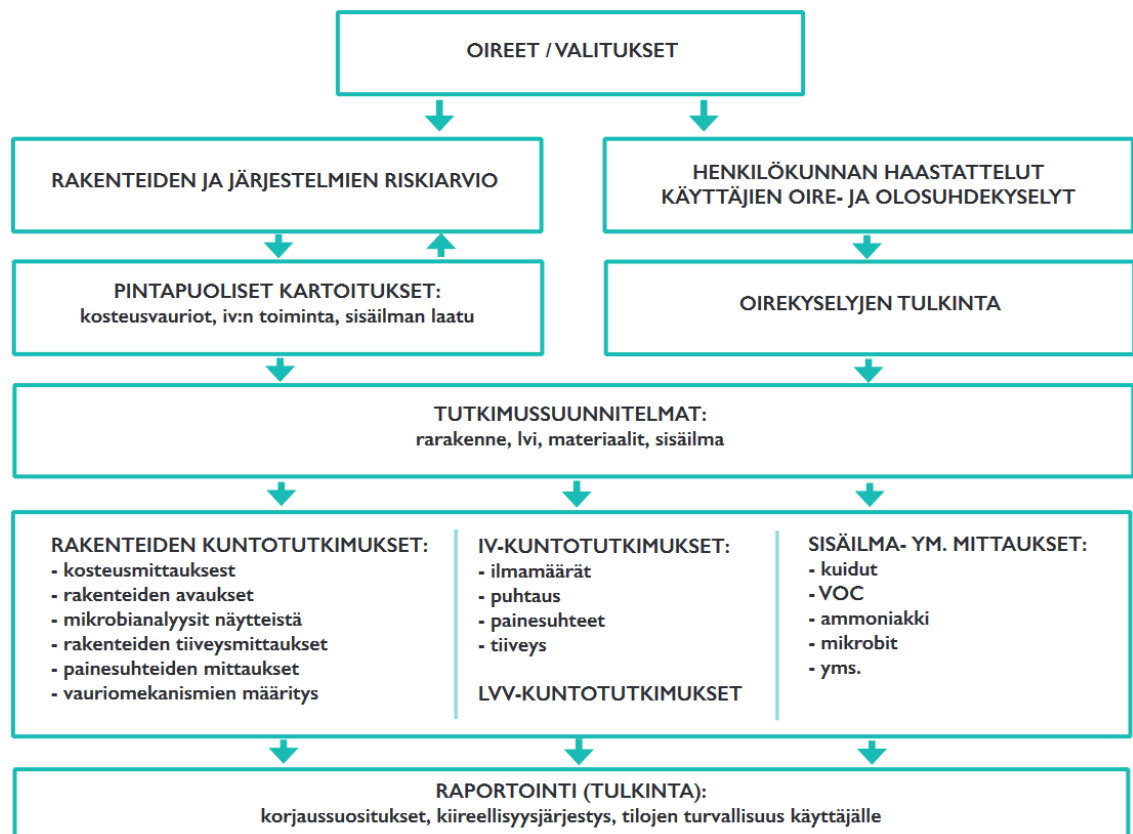 OIREET / VALITUKSET
RAKENTEIDEN JA JÄRJESTELMIEN RISKIARVIO
HENKILÖKUNNAN HAASTATTELUT
KÄYTTÄJIEN OIRE- JA OLOSUHDEKYSELYT
PINTAPUOLISET KARTOITUKSET:
kosteusvauriot, iv:n toiminta, sisäilman laatu
OIREKYSELYJEN TULKINTA
TUTKIMUSSUUNNITELMAT:
rarakenne, lvi, materiaalit, sisäilma
RAKENTEIDEN KUNTOTUTKIMUKSET:
- kosteusmittauksest
- rakenteiden avaukset
- mikrobianalyysit näytteistä
- rakenteiden tiiveysmittaukset
- painesuhteiden mittaukset
- vauriomekanismien määritys
IV-KUNTOTUTKIMUKSET:
- ilmamäärät
- puhtaus
- painesuhteet
- tiiveys
LVV-KUNTOTUTKIMUKSET
SISÄILMA- YM. MITTAUKSET:
- kuidut
- VOC
- ammoniakki
- mikrobit
- yms.
RAPORTOINTI (TULKINTA):
korjaussuositukset, kiireellisyysjärjestys, tilojen turvallisuus käyttäjälle